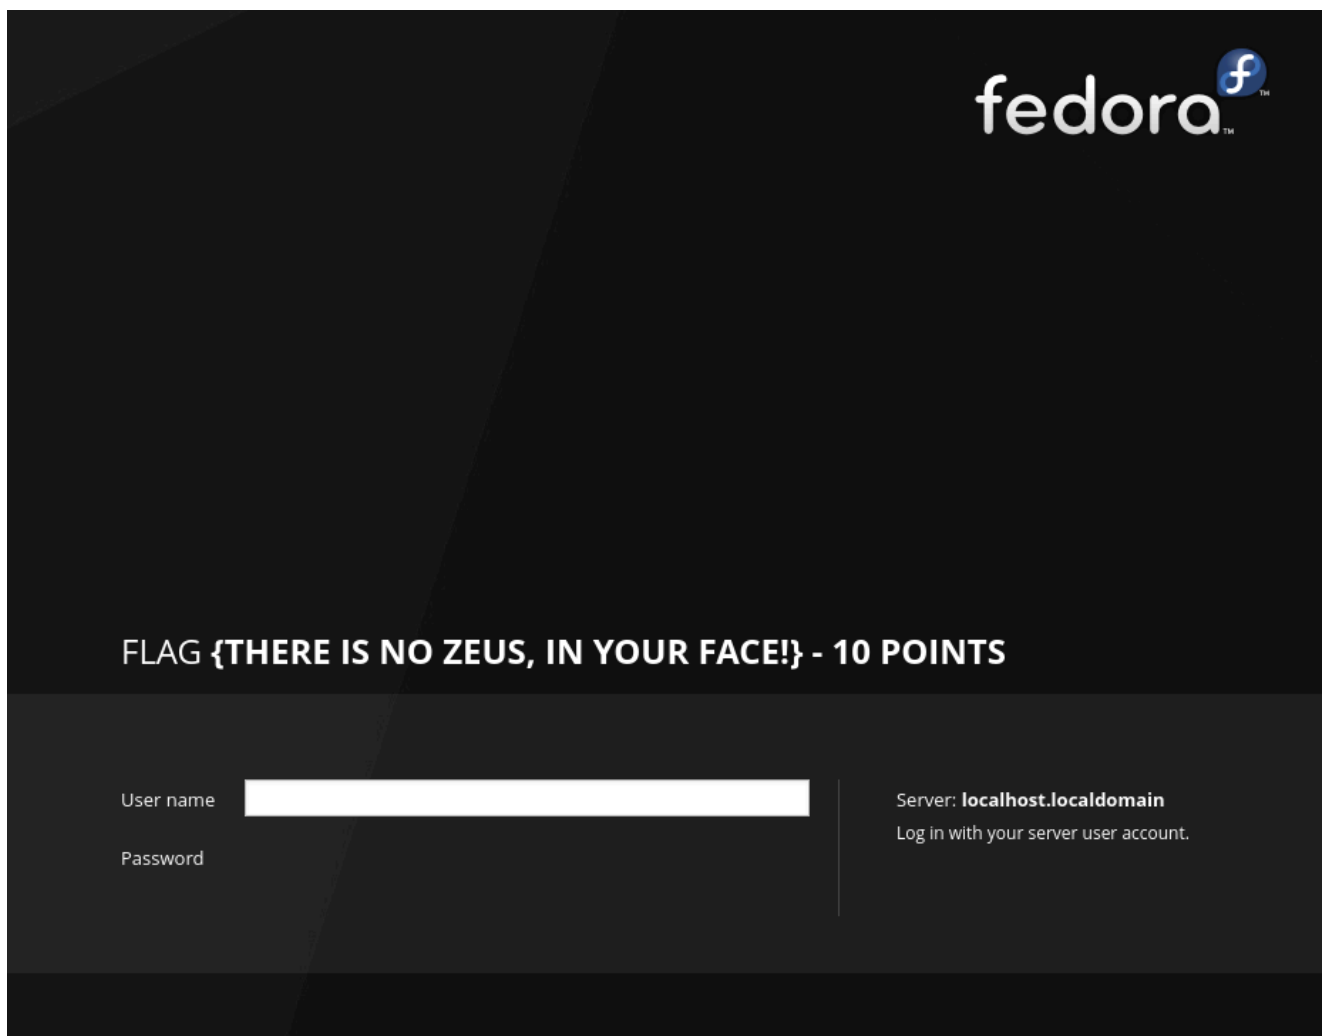 fedora™
FLAG {THERE IS NO ZEUS, IN YOUR FACE!} - 10 POINTS
User name
Server: localhost.localdomain
Log in with your server user account.
Password